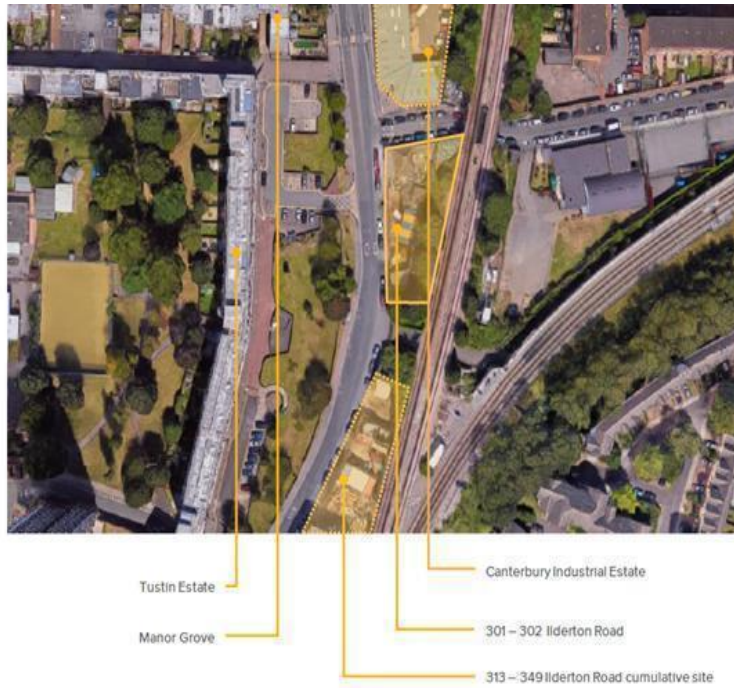 Tustin Estate
Manor Grove
Canterbury Industrial Estate
301 – 302 Ilderton Road
313 – 349 Ilderton Road cumulative site